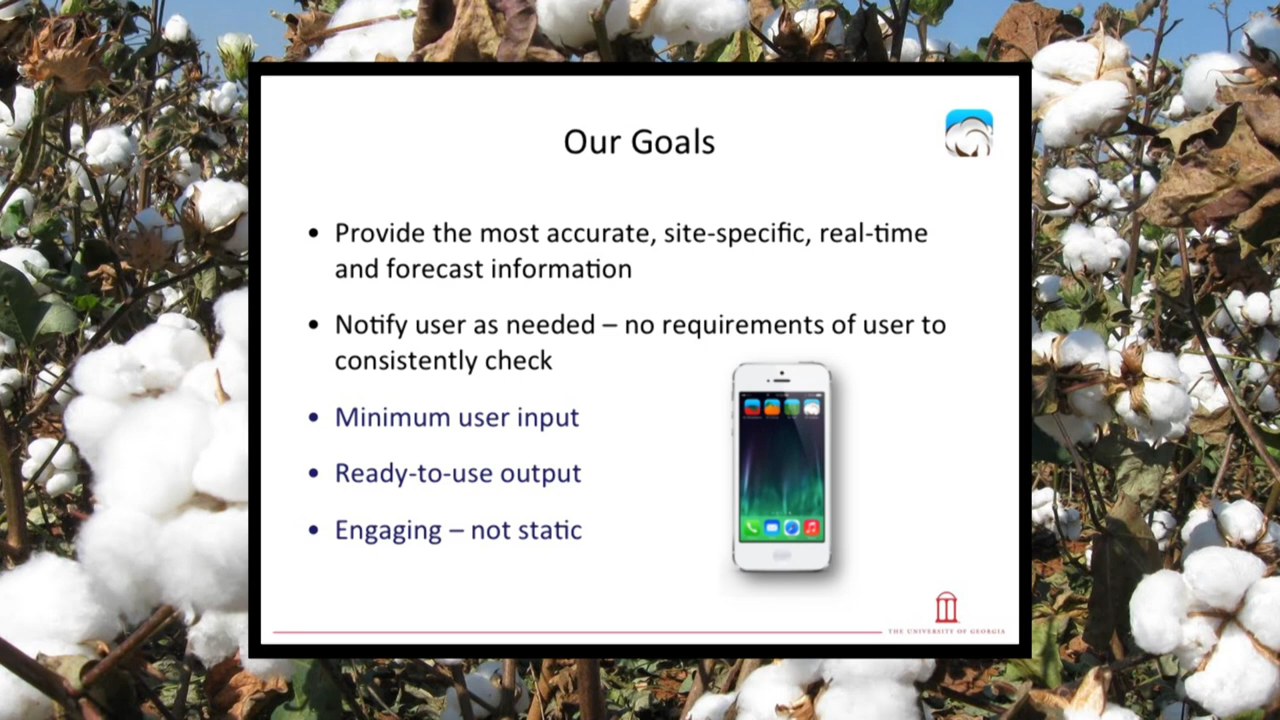 Our Goals
• Provide the most accurate, site-specific, real-time
and forecast information
• Notify user as needed – no requirements of user to
consistently check
• Minimum user input
• Ready-to-use output
• Engaging – not static
THE UNIVERSITY OF GEORGIA